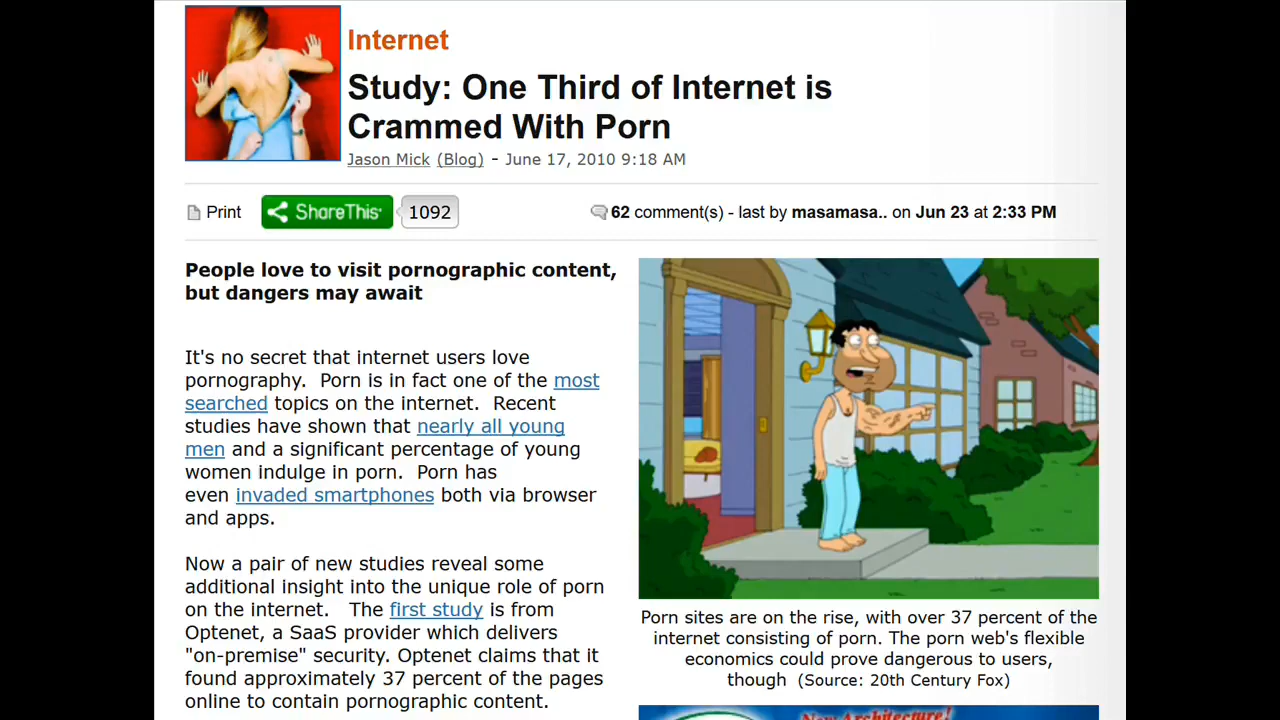 Internet
Study: One Third of Internet is
Crammed With Porn
Jason Mick (Blog) - June 17, 2010 9:18 AM
Print
ShareThis
1092
62 comment(s) - last by masamasa.. on Jun 23 at 2:33 PM
People love to visit pornographic content,
but dangers may await
It's no secret that internet users love
pornography.  Porn is in fact one of the most
searched topics on the internet.  Recent
studies have shown that nearly all young
men and a significant percentage of young
women indulge in porn.  Porn has
even invaded smartphones both via browser
and apps.
Now a pair of new studies reveal some
additional insight into the unique role of porn
on the internet.   The first study is from
Optenet, a SaaS provider which delivers
"on-premise" security. Optenet claims that it
found approximately 37 percent of the pages
online to contain pornographic content.
Porn sites are on the rise, with over 37 percent of the
internet consisting of porn. The porn web's flexible
economics could prove dangerous to users,
though  (Source: 20th Century Fox)
New Architecture!